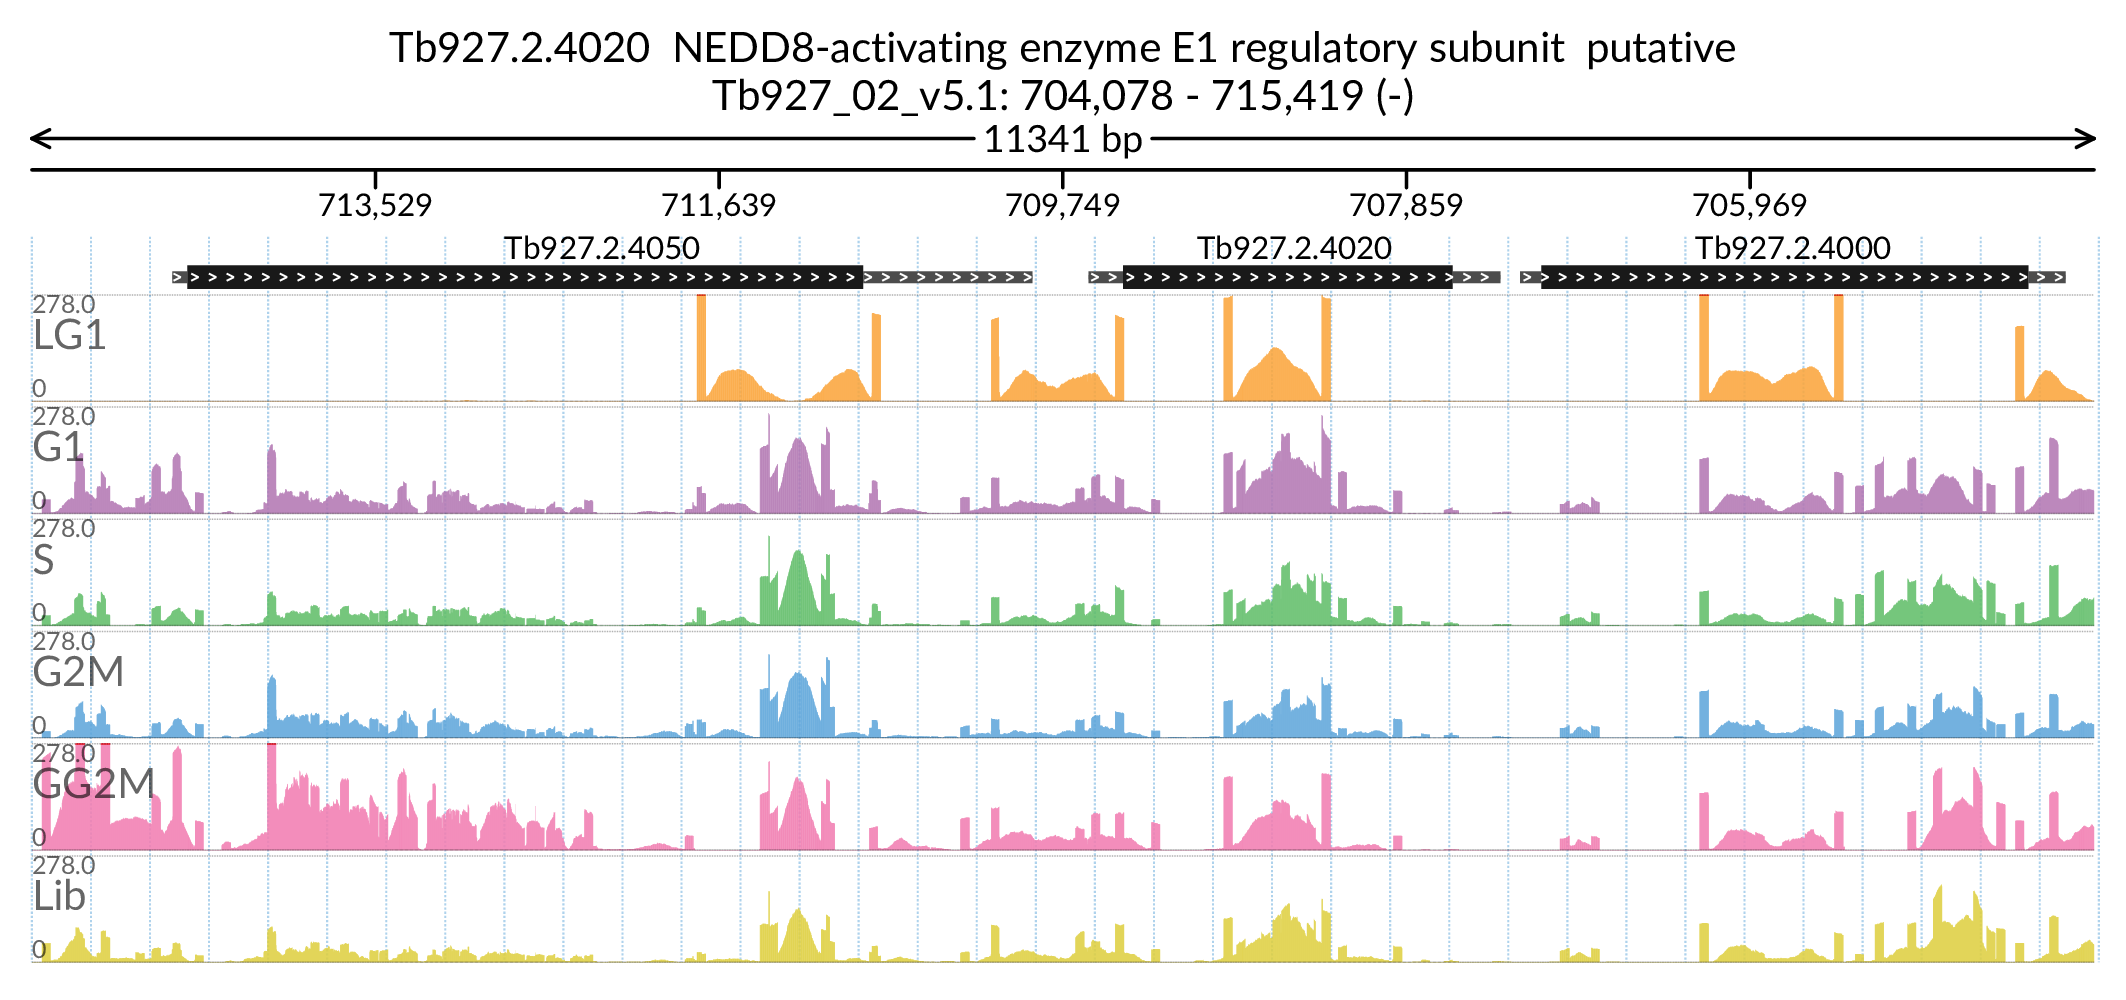 Tb927.2.4020  NEDD8-activating enzyme E1 regulatory subunit  putative
Tb927_02_v5.1: 704,078 - 715,419 (-)
11341 bp
713,529 711,639 709,749 707,859 705,969
Tb927.2.4050 Tb927.2.4020 Tb927.2.4000
278.0
LG1
0
278.0
G1
0
278.0
S
0
278.0
G2M
0
278.0
GG2M
0
278.0
Lib
0